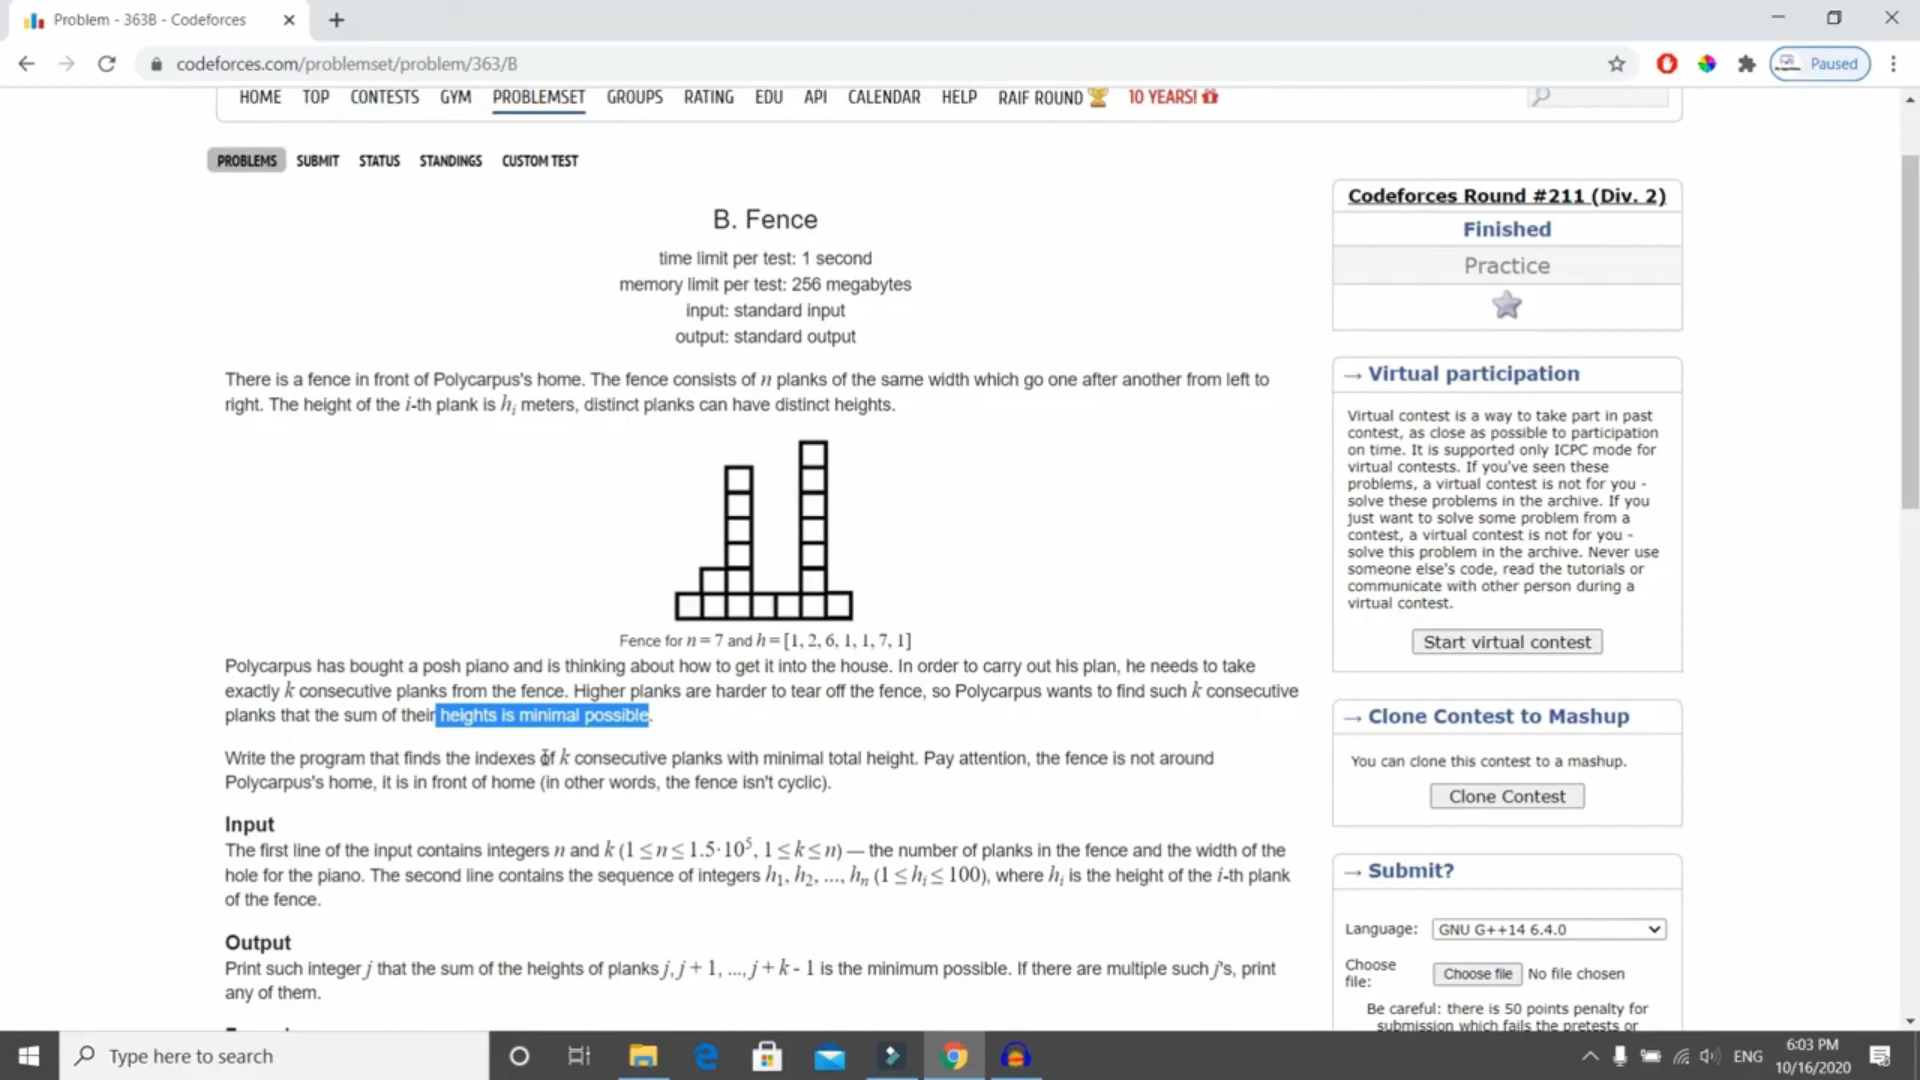 Problem - 363B - Codeforces
codeforces.com/problemset/problem/363/B
Paused
HOME TOP CONTESTS GYM PROBLEMSET GROUPS RATING EDU API CALENDAR HELP RAIF ROUND 10 YEARS!
PROBLEMS SUBMIT STATUS STANDINGS CUSTOM TEST
B. Fence
time limit per test: 1 second
memory limit per test: 256 megabytes
input: standard input
output: standard output
There is a fence in front of Polycarpus's home. The fence consists of n planks of the same width which go one after another from left to
right. The height of the i-th plank is hi meters, distinct planks can have distinct heights.
Fence for n = 7 and h = [1, 2, 6, 1, 1, 7, 1]
Polycarpus has bought a posh piano and is thinking about how to get it into the house. In order to carry out his plan, he needs to take
exactly k consecutive planks from the fence. Higher planks are harder to tear off the fence, so Polycarpus wants to find such k consecutive
planks that the sum of their heights is minimal possible.
Write the program that finds the indexes of k consecutive planks with minimal total height. Pay attention, the fence is not around
Polycarpus's home, it is in front of home (in other words, the fence isn't cyclic).
Input
The first line of the input contains integers n and k (1 ≤ n ≤ 1.5·10^5, 1 ≤ k ≤ n) — the number of planks in the fence and the width of the
hole for the piano. The second line contains the sequence of integers h1, h2, ..., hn (1 ≤ hi ≤ 100), where hi is the height of the i-th plank
of the fence.
Output
Print such integer j that the sum of the heights of planks j, j + 1, ..., j + k - 1 is the minimum possible. If there are multiple such j's, print
any of them.
Codeforces Round #211 (Div. 2)
Finished
Practice
→ Virtual participation
Virtual contest is a way to take part in past
contest, as close as possible to participation
on time. It is supported only ICPC mode for
virtual contests. If you've seen these
problems, a virtual contest is not for you -
solve these problems in the archive. If you
just want to solve some problem from a
contest, a virtual contest is not for you -
solve this problem in the archive. Never use
someone else's code, read the tutorials or
communicate with other person during a
virtual contest.
Start virtual contest
→ Clone Contest to Mashup
You can clone this contest to a mashup.
Clone Contest
→ Submit?
Language: GNU G++14 6.4.0
Choose
file: Choose file No file chosen
Be careful: there is 50 points penalty for
submission which fails the pretests or
Type here to search
ENG
6:03 PM
10/16/2020